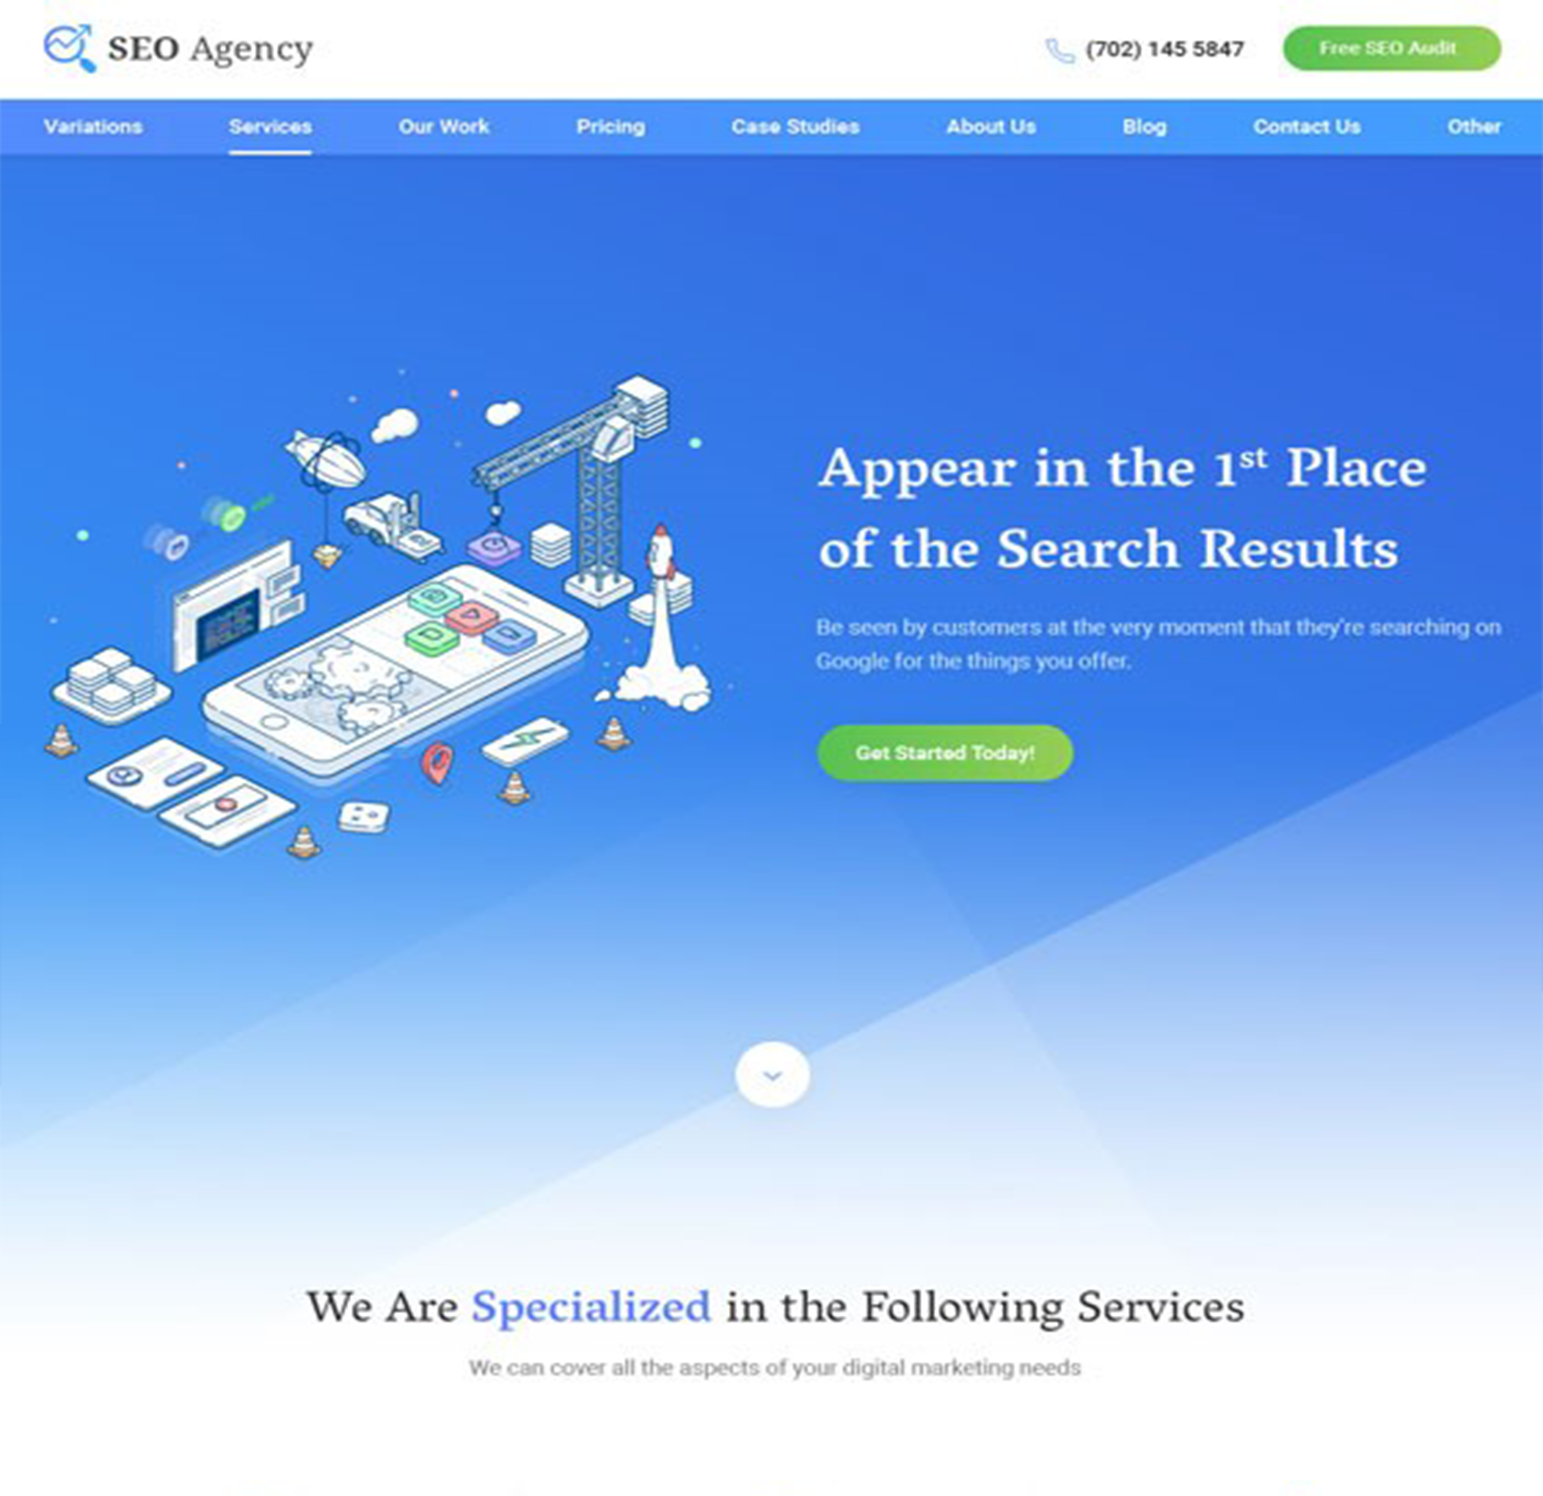 SEO Agency
(702) 145 5847
Free SEO Audit
Variations
Services
Our Work
Pricing
Case Studies
About Us
Blog
Contact Us
Other
Appear in the 1st Place
of the Search Results
Be seen by customers at the very moment that they're searching on
Google for the things you offer.
Get Started Today!
We Are Specialized in the Following Services
We can cover all the aspects of your digital marketing needs